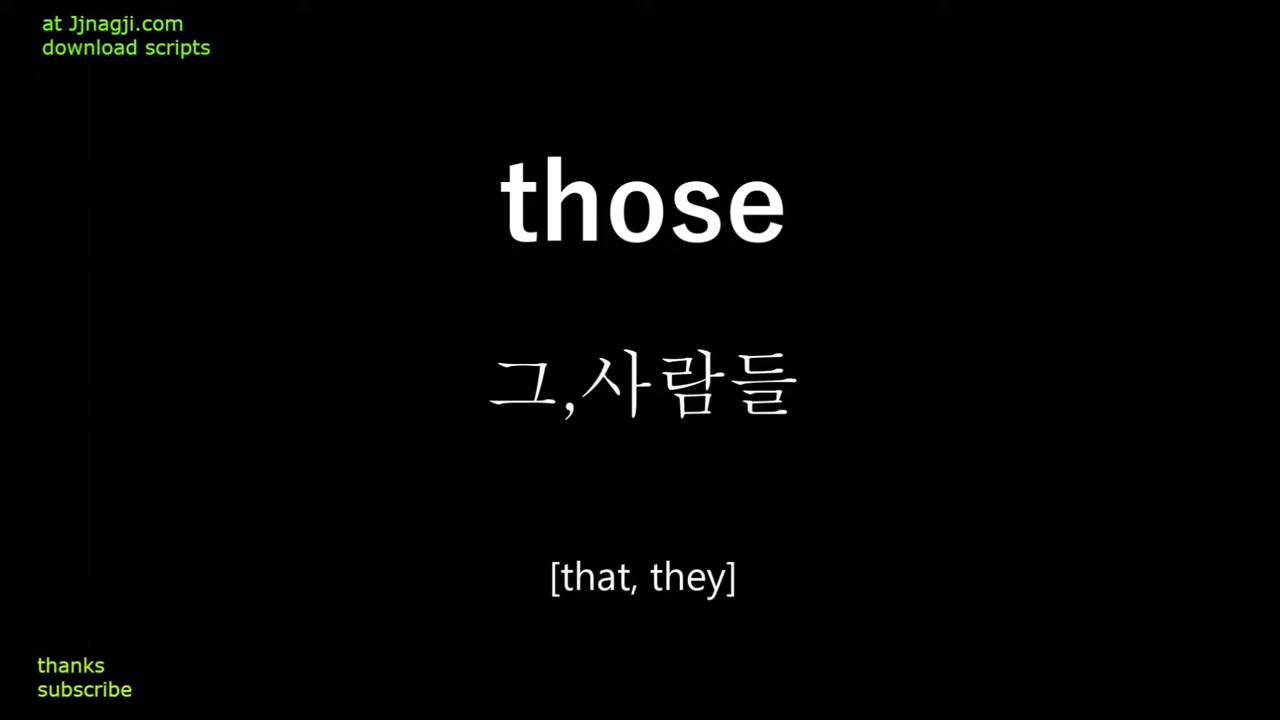 at Jjnagji.com
download scripts
those
그,사람들
[that, they]
thanks
subscribe